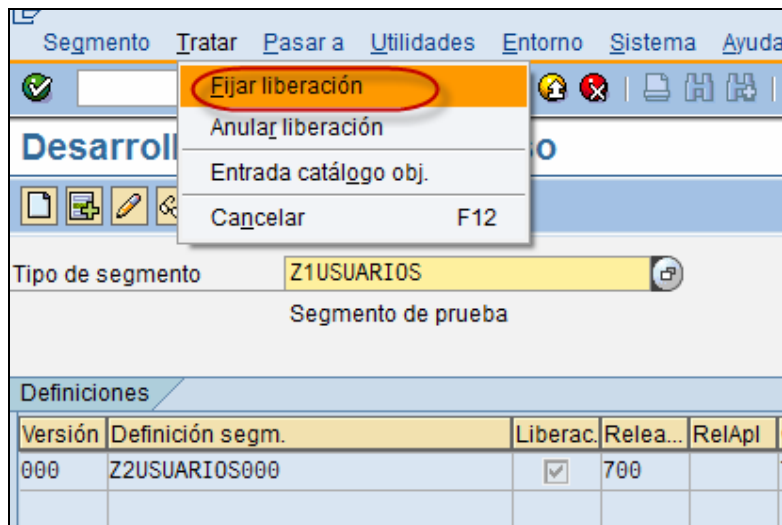 Segmento Tratar Pasar a Utilidades Entorno Sistema Ayuda
Fijar liberación
Anular liberación
Desarroll
Entrada catálogo obj.
Cancelar F12
Tipo de segmento Z1USUARIOS
Segmento de prueba
Definiciones
Versión Definición segm. Liberac. Relea... RelApl
000 Z2USUARIOS000 700